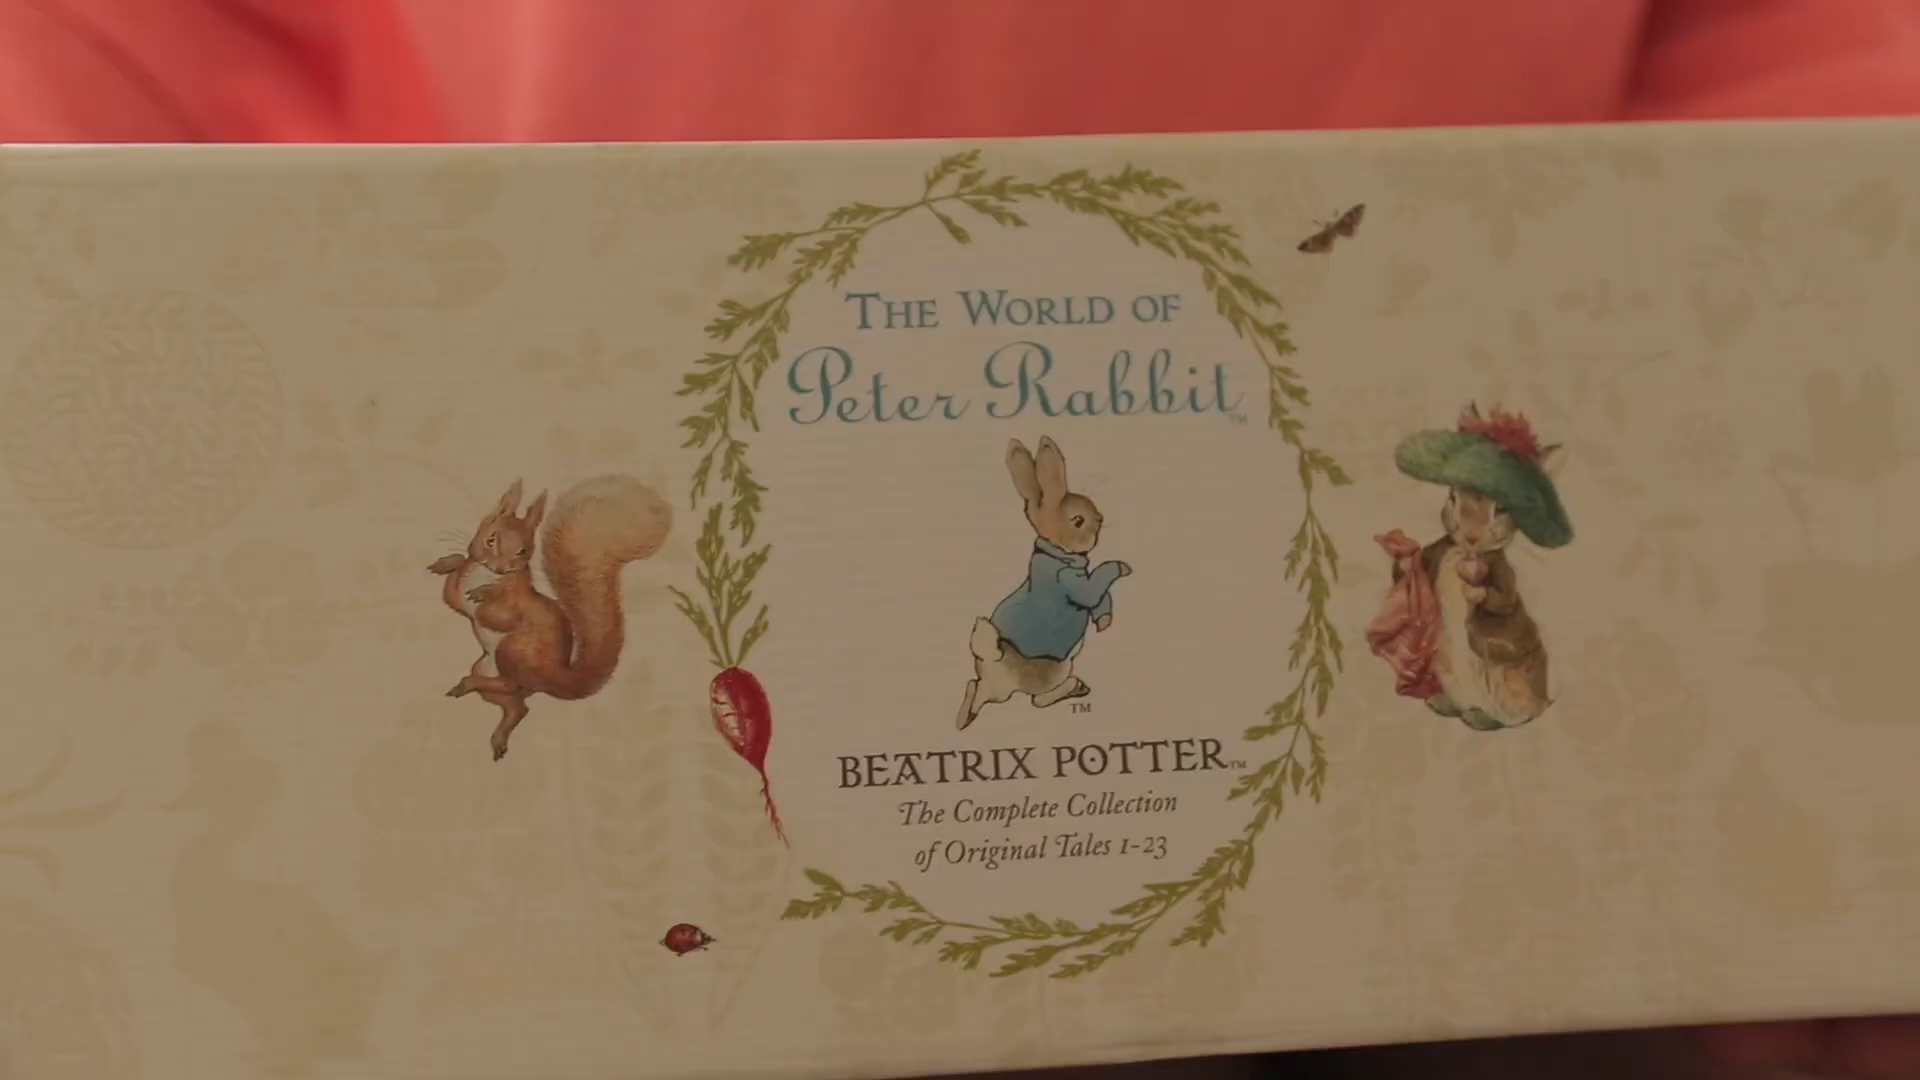 THE WORLD OF
Peter Rabbit™
™
BEATRIX POTTER™
The Complete Collection
of Original Tales 1-23